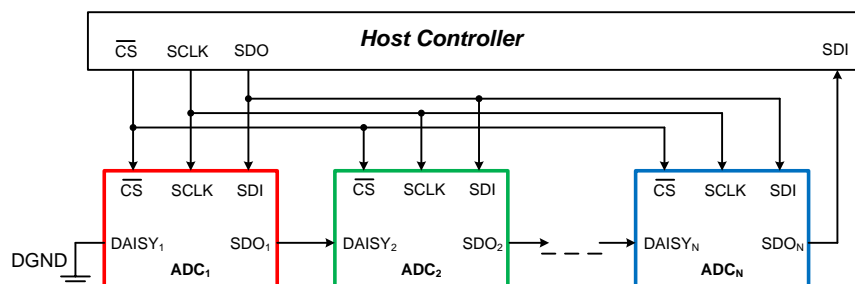 Host Controller
CS SCLK SDO SDI
CS SCLK SDI CS SCLK SDI CS SCLK SDI
DAISY1 SDO1 DAISY2 SDO2 DAISYN SDON
DGND
ADC1 ADC2 ADCN